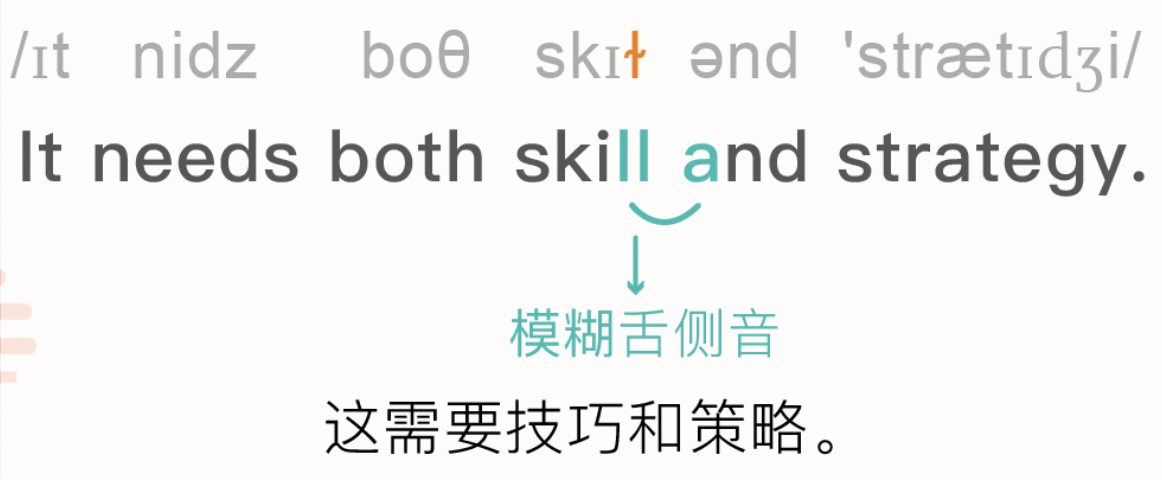 /ɪt nidz boθ skɪɫ ənd 'strætɪdʒi/
It needs both skill and strategy.
模糊舌侧音
这需要技巧和策略。